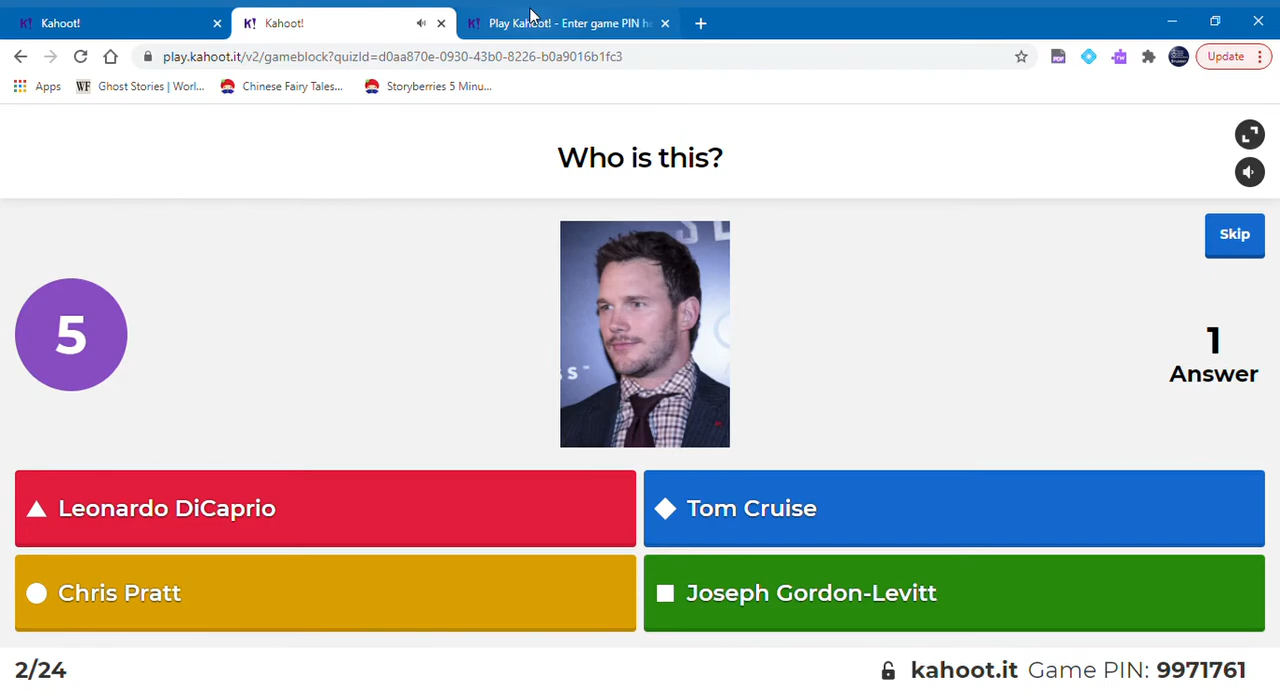 Kahoot!
Kahoot!
Play Kahoot! - Enter game PIN he
play.kahoot.it/v2/gameblock?quizId=d0aa870e-0930-43b0-8226-b0a9016b1fc3
Update
Apps
WF Ghost Stories | Worl...
Chinese Fairy Tales...
Storyberries 5 Minu...
Who is this?
Skip
5
1
Answer
Leonardo DiCaprio
Tom Cruise
Chris Pratt
Joseph Gordon-Levitt
2/24
kahoot.it Game PIN: 9971761